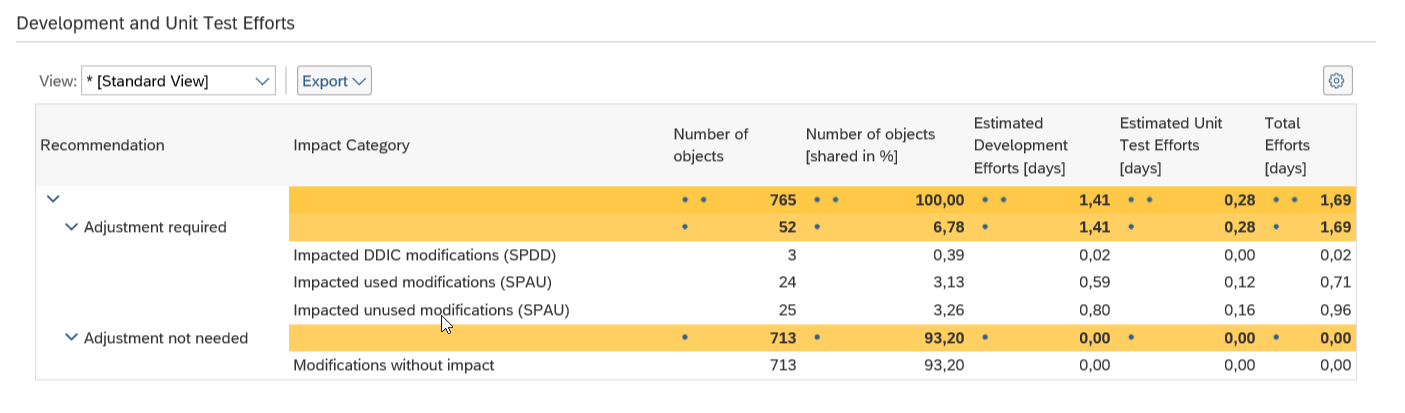 Development and Unit Test Efforts
View: * [Standard View] Export
Recommendation Impact Category Number of objects Number of objects [shared in %] Estimated Development Efforts [days] Estimated Unit Test Efforts [days] Total Efforts [days]
• • 765 • • 100,00 • • 1,41 • • 0,28 • • 1,69
Adjustment required • 52 • 6,78 • 1,41 • 0,28 • 1,69
Impacted DDIC modifications (SPDD) 3 0,39 0,02 0,00 0,02
Impacted used modifications (SPAU) 24 3,13 0,59 0,12 0,71
Impacted unused modifications (SPAU) 25 3,26 0,80 0,16 0,96
Adjustment not needed • 713 • 93,20 • 0,00 • 0,00 • 0,00
Modifications without impact 713 93,20 0,00 0,00 0,00